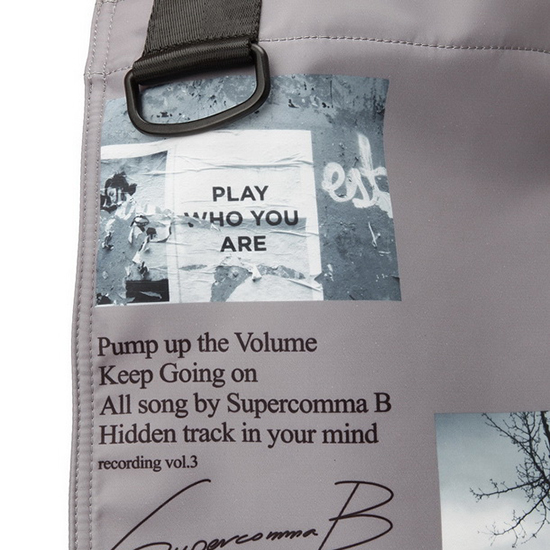 est
PLAY
WHO YOU
ARE
Pump up the Volume
Keep Going on
All song by Supercomma B
Hidden track in your mind
recording vol.3
Supercomma B